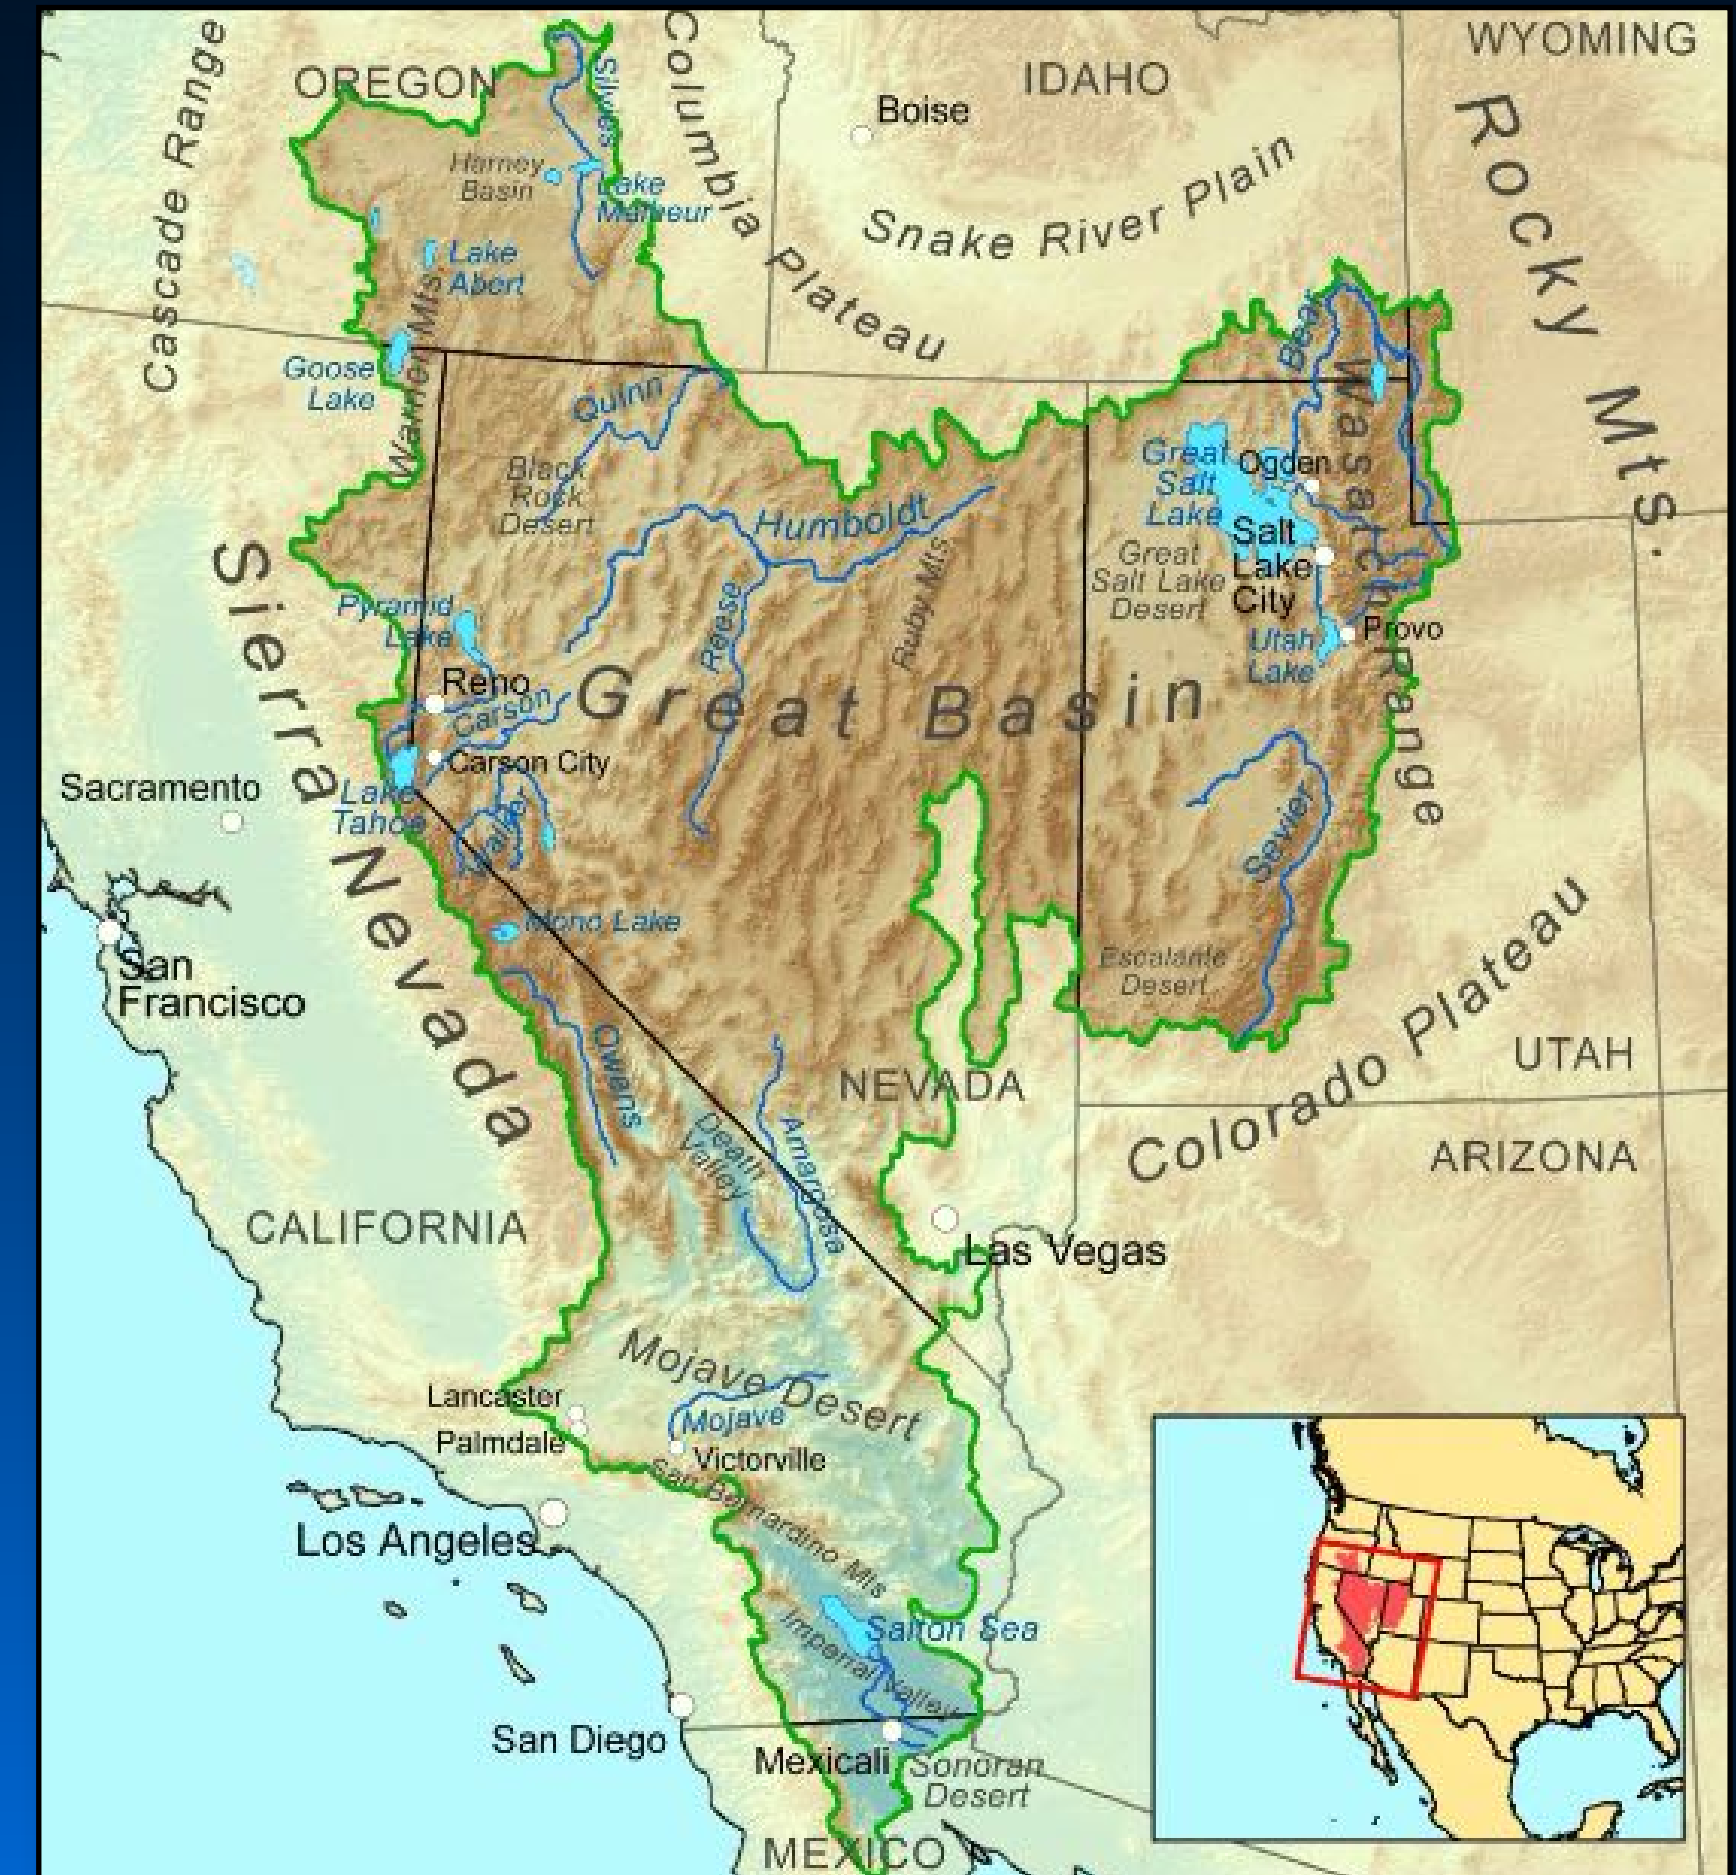 WYOMING
OREGON
IDAHO
Cascade Range
Columbia Plateau
Rocky Mts.
Silvies
Boise
Harney
Basin
Lake
Malheur
Snake River Plain
Lake
Abert
Bear
Goose
Lake
Warner Mts
Quinn
Wasatch Range
Black
Rock
Desert
Great
Salt
Lake
Ogden
Humboldt
Salt
Lake
City
Great
Salt Lake
Desert
Sierra Nevada
Ruby Mts
Reese
Pyramid
Lake
Provo
Utah
Lake
Reno
Carson
Great Basin
Carson City
Sacramento
Lake
Tahoe
Walker
Sevier
Mono Lake
San
Francisco
Escalante
Desert
Colorado Plateau
Owens
UTAH
NEVADA
Death
Valley
Amargosa
ARIZONA
CALIFORNIA
Las Vegas
Mojave Desert
Lancaster
Mojave
Palmdale
Victorville
San Bernardino Mts
Los Angeles
Salton Sea
Imperial Valley
San Diego
Mexicali
Sonoran
Desert
MEXICO